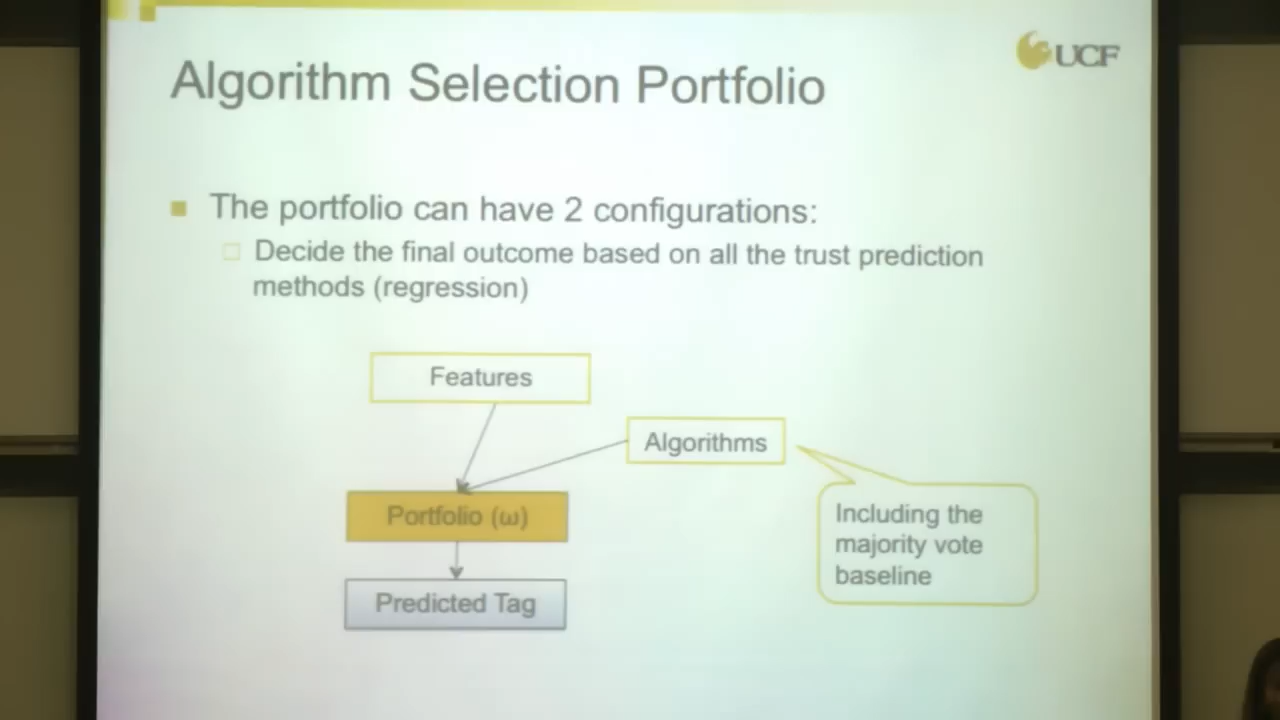 UCF
Algorithm Selection Portfolio
The portfolio can have 2 configurations:
Decide the final outcome based on all the trust prediction
methods (regression)
Features
Algorithms
Portfolio (ω)
Including the
majority vote
baseline
Predicted Tag